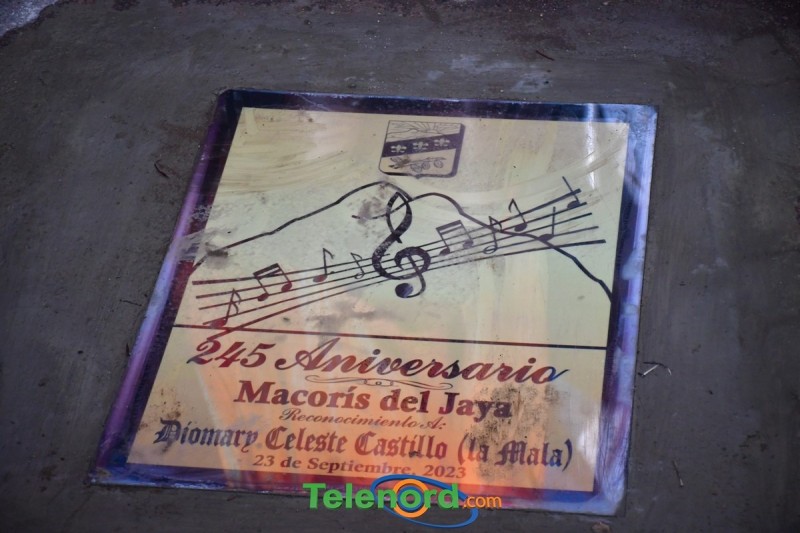 245 Aniversario
Macorís del Jaya
Reconocimiento A:
Diomary Celeste Castillo (la Mala)
23 de Septiembre, 2023
Telenord.com